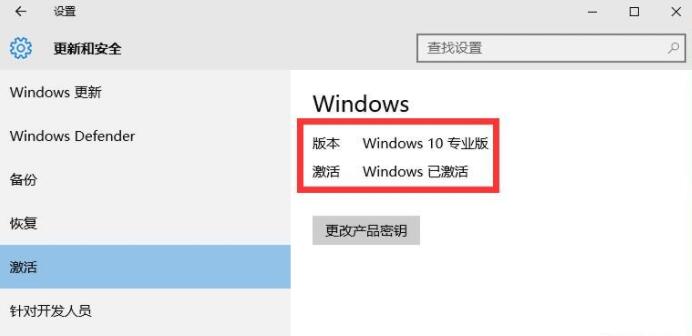 设置
更新和安全
查找设置
Windows 更新
Windows Defender
备份
恢复
激活
针对开发人员
Windows
版本 Windows 10 专业版
激活 Windows 已激活
更改产品密钥